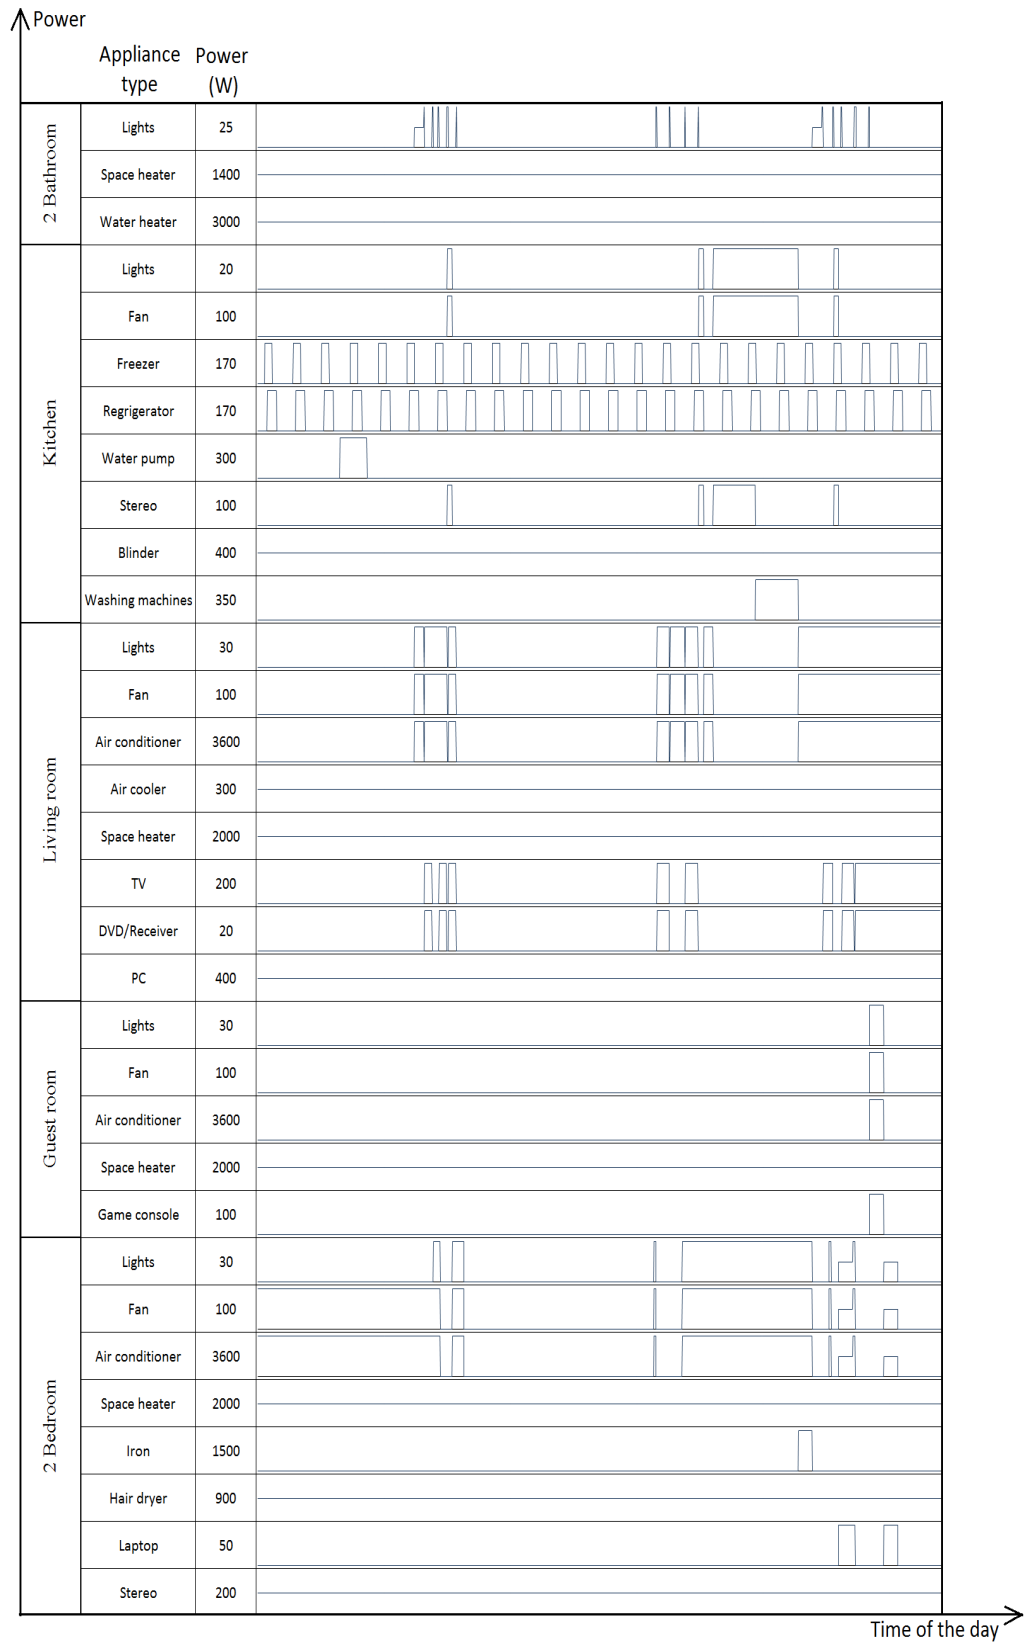 Power
Appliance Power
type (W)
2 Bathroom
Lights 25
Space heater 1400
Water heater 3000
Kitchen
Lights 20
Fan 100
Freezer 170
Regrigerator 170
Water pump 300
Stereo 100
Blinder 400
Washing machines 350
Living room
Lights 30
Fan 100
Air conditioner 3600
Air cooler 300
Space heater 2000
TV 200
DVD/Receiver 20
PC 400
Guest room
Lights 30
Fan 100
Air conditioner 3600
Space heater 2000
Game console 100
2 Bedroom
Lights 30
Fan 100
Air conditioner 3600
Space heater 2000
Iron 1500
Hair dryer 900
Laptop 50
Stereo 200
Time of the day